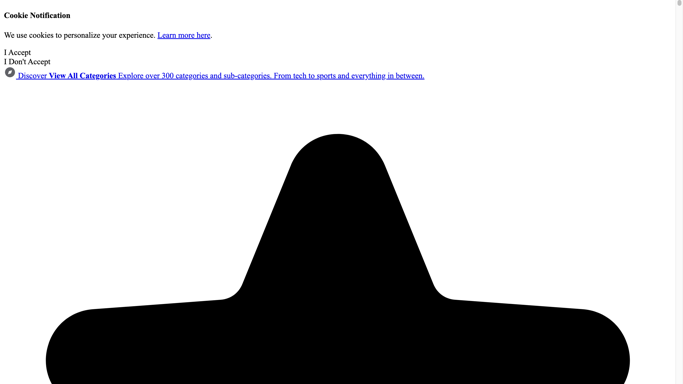 Cookie Notification
We use cookies to personalize your experience. Learn more here.
I Accept
I Don't Accept
Discover View All Categories Explore over 300 categories and sub-categories. From tech to sports and everything in between.